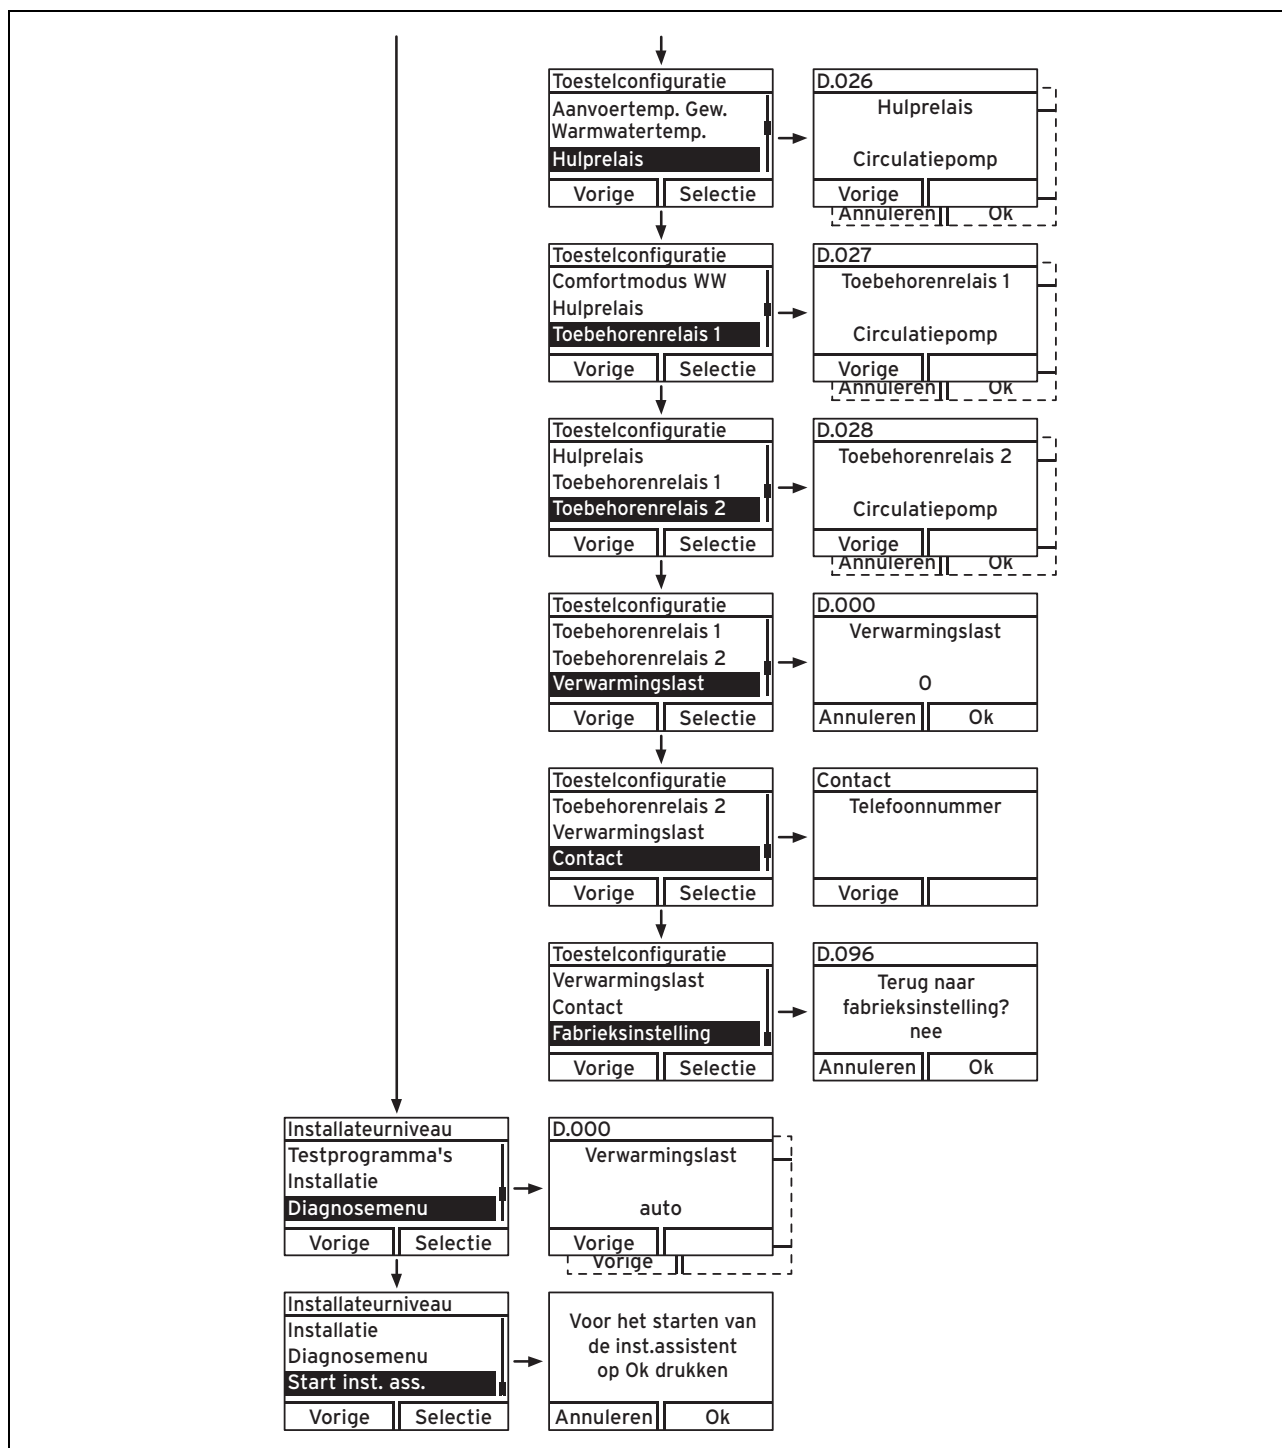 Toestelconfiguratie
Aanvoertemp. Gew.
Warmwatertemp.
Hulprelais
Vorige Selectie
D.026
Hulprelais
Circulatiepomp
Vorige
Annuleren Ok
Toestelconfiguratie
Comfortmodus WW
Hulprelais
Toebehorenrelais 1
Vorige Selectie
D.027
Toebehorenrelais 1
Circulatiepomp
Vorige
Annuleren Ok
Toestelconfiguratie
Hulprelais
Toebehorenrelais 1
Toebehorenrelais 2
Vorige Selectie
D.028
Toebehorenrelais 2
Circulatiepomp
Vorige
Annuleren Ok
Toestelconfiguratie
Toebehorenrelais 1
Toebehorenrelais 2
Verwarmingslast
Vorige Selectie
D.000
Verwarmingslast
0
Annuleren Ok
Toestelconfiguratie
Toebehorenrelais 2
Verwarmingslast
Contact
Vorige Selectie
Contact
Telefoonnummer
Vorige
Toestelconfiguratie
Verwarmingslast
Contact
Fabrieksinstelling
Vorige Selectie
D.096
Terug naar
fabrieksinstelling?
nee
Annuleren Ok
Installateurniveau
Testprogramma's
Installatie
Diagnosemenu
Vorige Selectie
D.000
Verwarmingslast
auto
Vorige
Vorige
Installateurniveau
Installatie
Diagnosemenu
Start inst. ass.
Vorige Selectie
Voor het starten van
de inst.assistent
op Ok drukken
Annuleren Ok